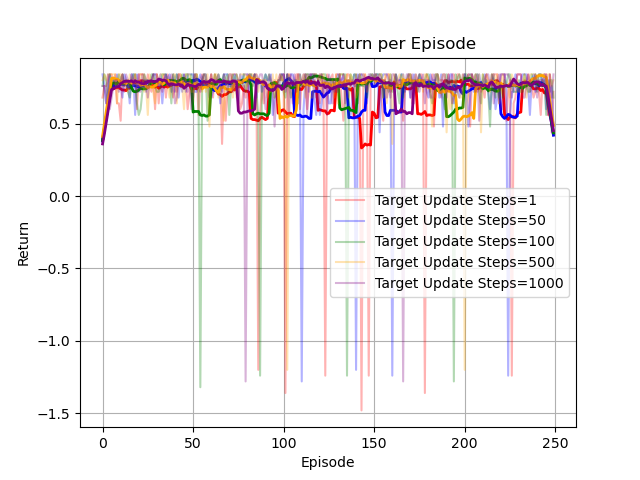 DQN Evaluation Return per Episode
Return
0.5
0.0
−0.5
−1.0
−1.5
Target Update Steps=1
Target Update Steps=50
Target Update Steps=100
Target Update Steps=500
Target Update Steps=1000
0 50 100 150 200 250
Episode